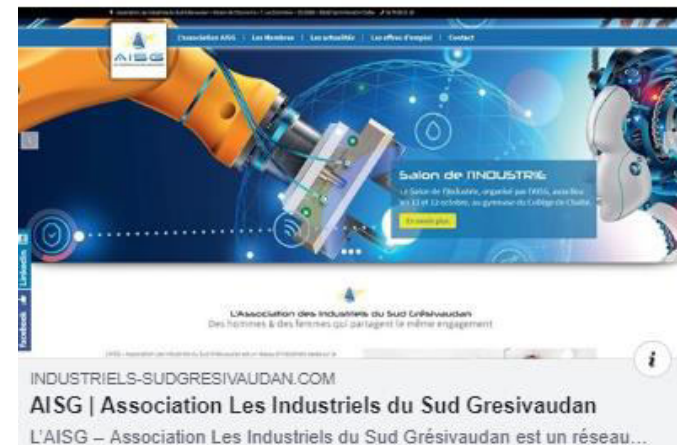 AISG
L'association AISG | Les Membres | Les actualités | Les offres d'emploi | Contact
Salon de l'INDUSTRIE
Le Salon de l'Industrie, organisé par l'AISG, aura lieu
les 12 et 13 octobre, au gymnase du Collège de Chatte.
En savoir plus
Linkedin
Facebook
L'Association des Industriels du Sud Grésivaudan
Des hommes & des femmes qui partagent le même engagement
INDUSTRIELS-SUDGRESIVAUDAN.COM
AISG | Association Les Industriels du Sud Gresivaudan
L'AISG – Association Les Industriels du Sud Grésivaudan est un réseau...